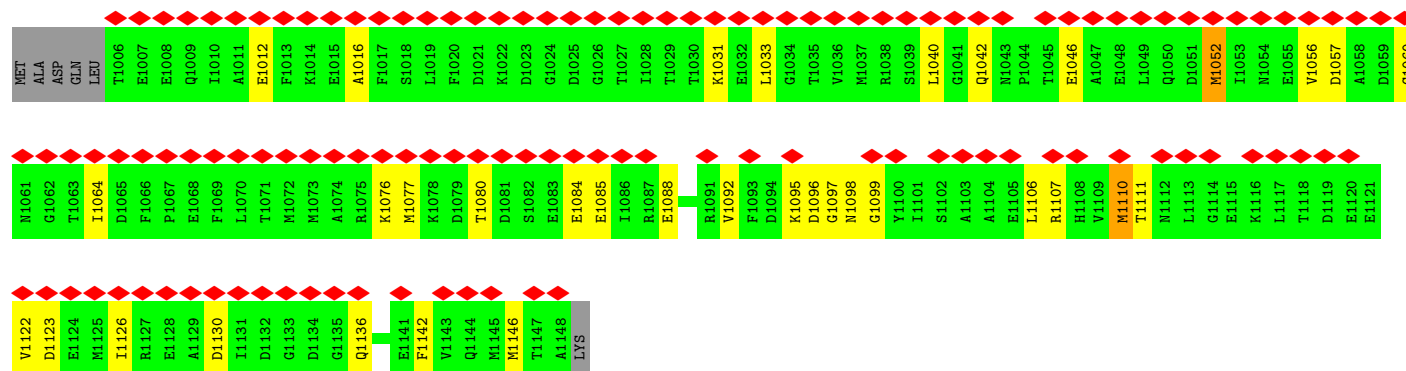 MET ALA ASP GLN LEU T1006 E1007 E1008 Q1009 I1010 A1011 E1012 F1013 K1014 E1015 A1016 F1017 S1018 L1019 F1020 D1021 K1022 D1023 G1024 D1025 G1026 T1027 I1028 T1029 T1030 K1031 E1032 L1033 G1034 T1035 V1036 M1037 R1038 S1039 L1040 G1041 Q1042 N1043 P1044 T1045 E1046 A1047 E1048 L1049 Q1050 D1051 M1052 I1053 N1054 E1055 V1056 D1057 A1058 D1059
N1061 G1062 T1063 I1064 D1065 F1066 P1067 E1068 F1069 L1070 T1071 M1072 M1073 A1074 R1075 K1076 M1077 K1078 D1079 T1080 D1081 S1082 E1083 E1084 E1085 I1086 R1087 E1088 R1091 V1092 F1093 D1094 K1095 D1096 G1097 N1098 G1099 Y1100 I1101 S1102 A1103 A1104 E1105 L1106 R1107 H1108 V1109 M1110 T1111 N1112 L1113 G1114 E1115 K1116 L1117 T1118 D1119 E1120 E1121
V1122 D1123 E1124 M1125 I1126 R1127 E1128 A1129 D1130 I1131 D1132 G1133 D1134 G1135 Q1136 E1141 F1142 V1143 Q1144 M1145 M1146 T1147 A1148 LYS